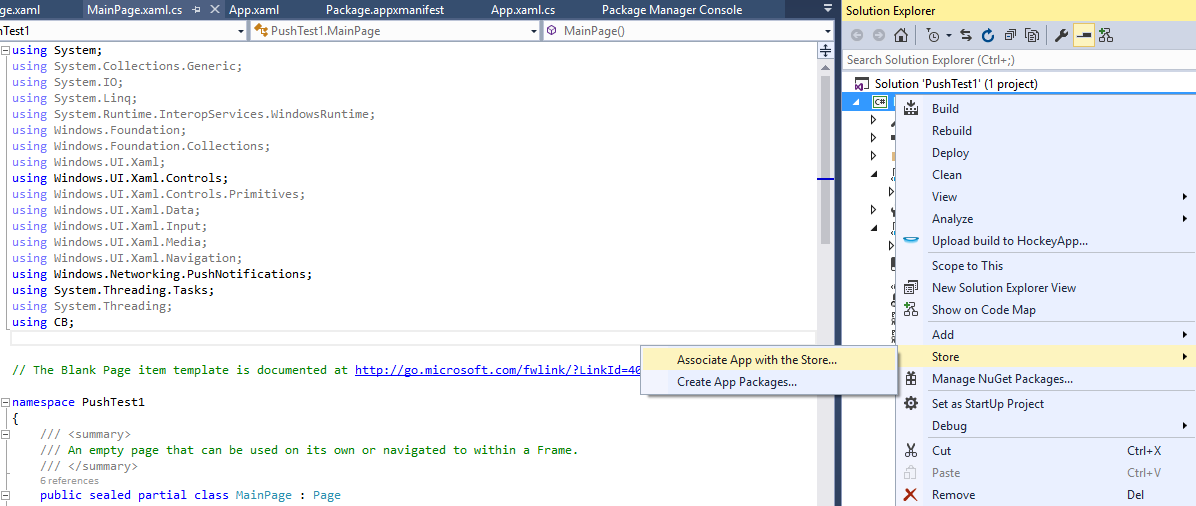 ge.xaml MainPage.xaml.cs App.xaml Package.appxmanifest App.xaml.cs Package Manager Console
nTest1 PushTest1.MainPage MainPage()
using System;
using System.Collections.Generic;
using System.IO;
using System.Linq;
using System.Runtime.InteropServices.WindowsRuntime;
using Windows.Foundation;
using Windows.Foundation.Collections;
using Windows.UI.Xaml;
using Windows.UI.Xaml.Controls;
using Windows.UI.Xaml.Controls.Primitives;
using Windows.UI.Xaml.Data;
using Windows.UI.Xaml.Input;
using Windows.UI.Xaml.Media;
using Windows.UI.Xaml.Navigation;
using Windows.Networking.PushNotifications;
using System.Threading.Tasks;
using System.Threading;
using CB;
// The Blank Page item template is documented at http://go.microsoft.com/fwlink/?LinkId=40
namespace PushTest1
{
/// <summary>
/// An empty page that can be used on its own or navigated to within a Frame.
/// </summary>
6 references
public sealed partial class MainPage : Page
Solution Explorer
Search Solution Explorer (Ctrl+;)
Solution 'PushTest1' (1 project)
C#
Build
Rebuild
Deploy
Clean
View
Analyze
Upload build to HockeyApp...
Scope to This
New Solution Explorer View
Show on Code Map
Add
Store
Associate App with the Store...
Create App Packages...
Manage NuGet Packages...
Set as StartUp Project
Debug
Cut Ctrl+X
Paste Ctrl+V
Remove Del